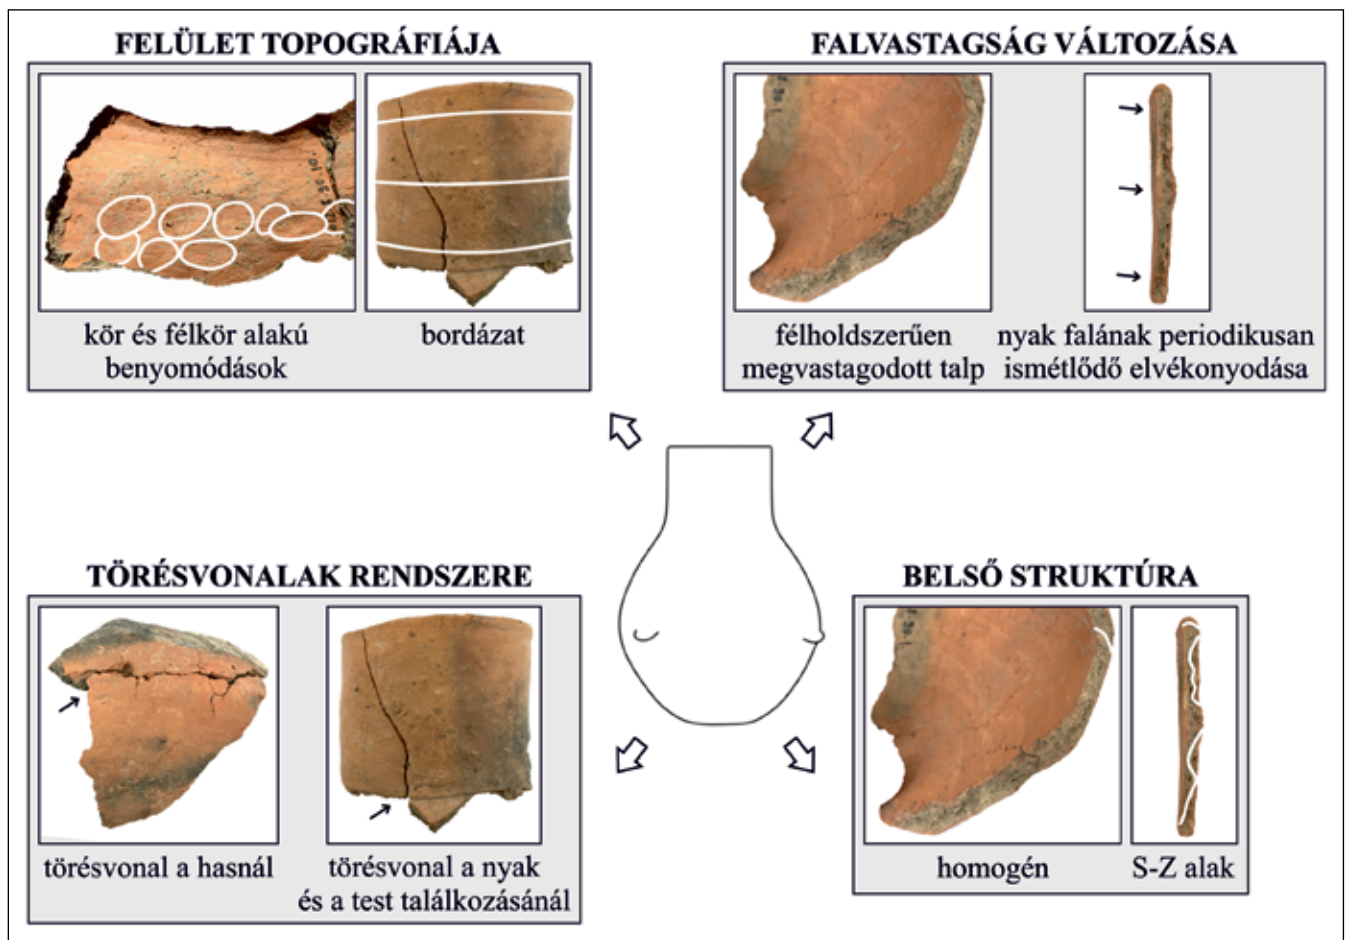 FELÜLET TOPOGRÁFIÁJA
kör és félkör alakú
benyomódások
bordázat
FALVASTAGSÁG VÁLTOZÁSA
félholdszerűen
megvastagodott talp
nyak falának periodikusan
ismétlődő elvékonyodása
TÖRÉSVONALAK RENDSZERE
törésvonal a hasnál
törésvonal a nyak
és a test találkozásánál
BELSŐ STRUKTÚRA
homogén
S-Z alak